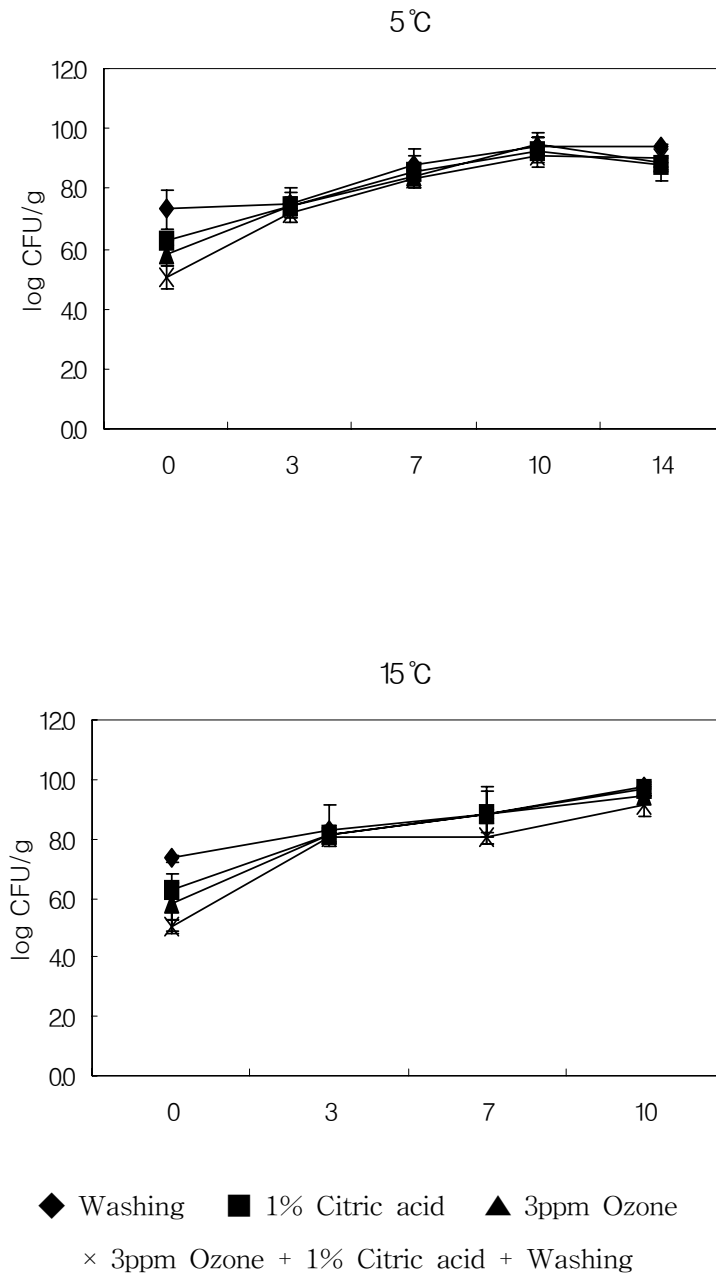 5℃
12.0
10.0
8.0
6.0
4.0
2.0
0.0
log CFU/g
0 3 7 10 14
15℃
12.0
10.0
8.0
6.0
4.0
2.0
0.0
log CFU/g
0 3 7 10
◆ Washing ■ 1% Citric acid ▲ 3ppm Ozone
× 3ppm Ozone + 1% Citric acid + Washing